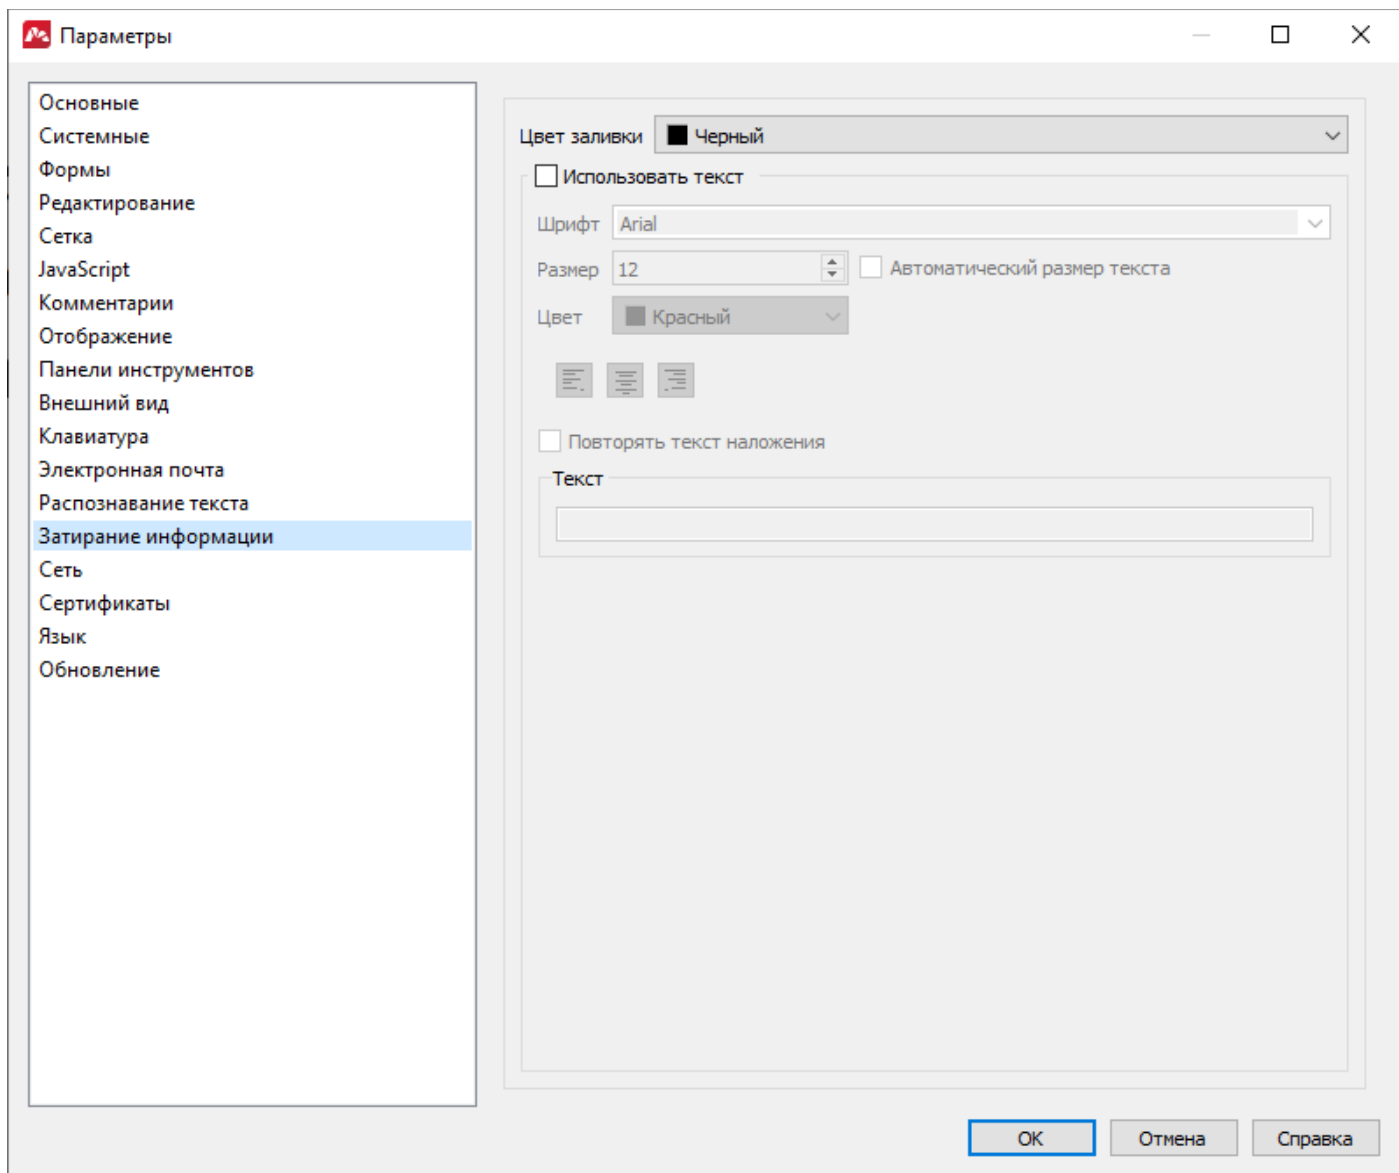 Параметры
Основные
Системные
Формы
Редактирование
Сетка
JavaScript
Комментарии
Отображение
Панели инструментов
Внешний вид
Клавиатура
Электронная почта
Распознавание текста
Затирание информации
Сеть
Сертификаты
Язык
Обновление
Цвет заливки Черный
Использовать текст
Шрифт Arial
Размер 12 Автоматический размер текста
Цвет Красный
Повторять текст наложения
Текст
OK Отмена Справка